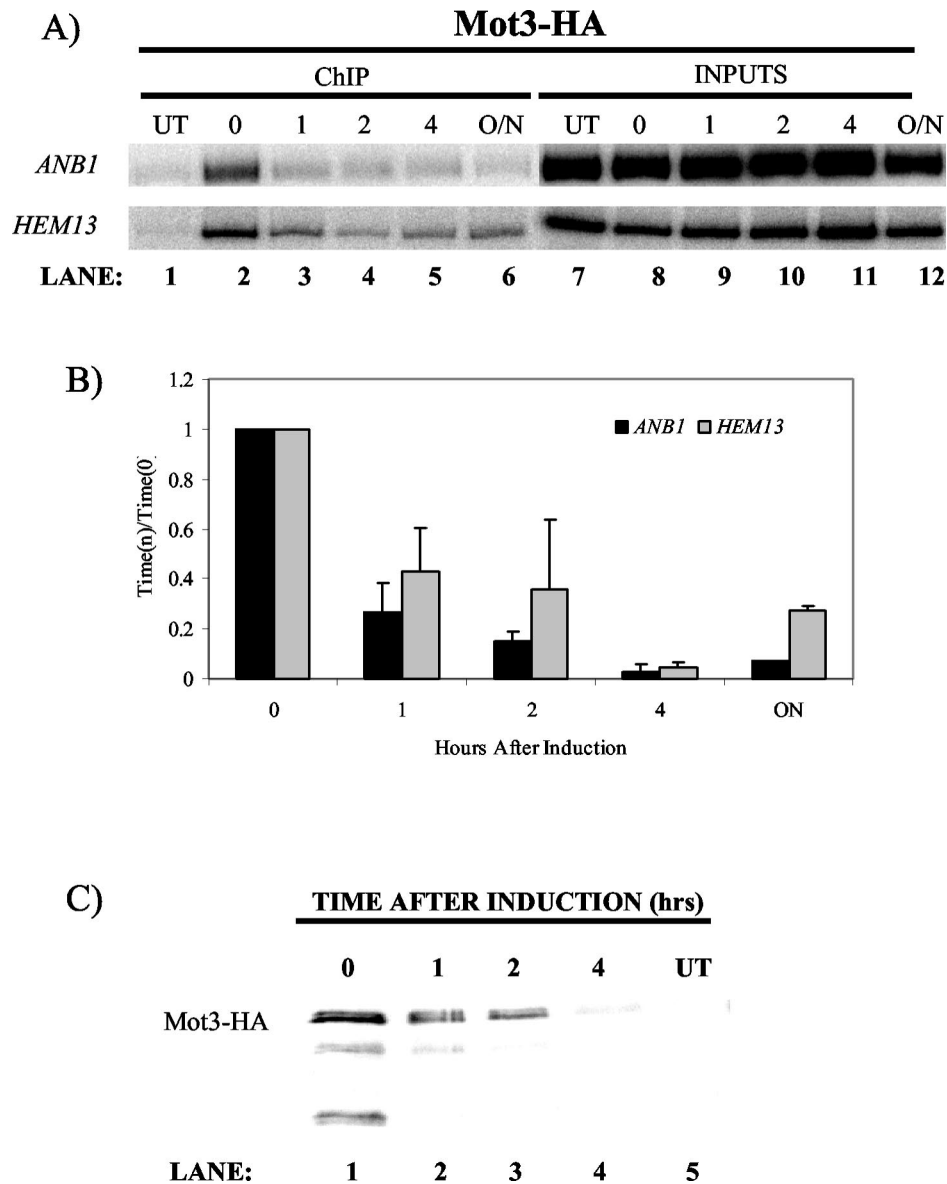 A)
Mot3-HA
ChIP INPUTS
UT 0 1 2 4 O/N UT 0 1 2 4 O/N
ANB1
HEM13
LANE: 1 2 3 4 5 6 7 8 9 10 11 12
B)
1.2
1
0.8
0.6
0.4
0.2
0
Time(n)/Time(0)
ANB1 HEM13
0 1 2 4 ON
Hours After Induction
C)
TIME AFTER INDUCTION (hrs)
0 1 2 4 UT
Mot3-HA
LANE: 1 2 3 4 5